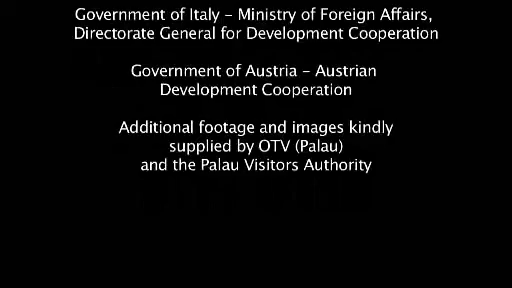 Government of Italy – Ministry of Foreign Affairs,
Directorate General for Development Cooperation
Government of Austria – Austrian
Development Cooperation
Additional footage and images kindly
supplied by OTV (Palau)
and the Palau Visitors Authority